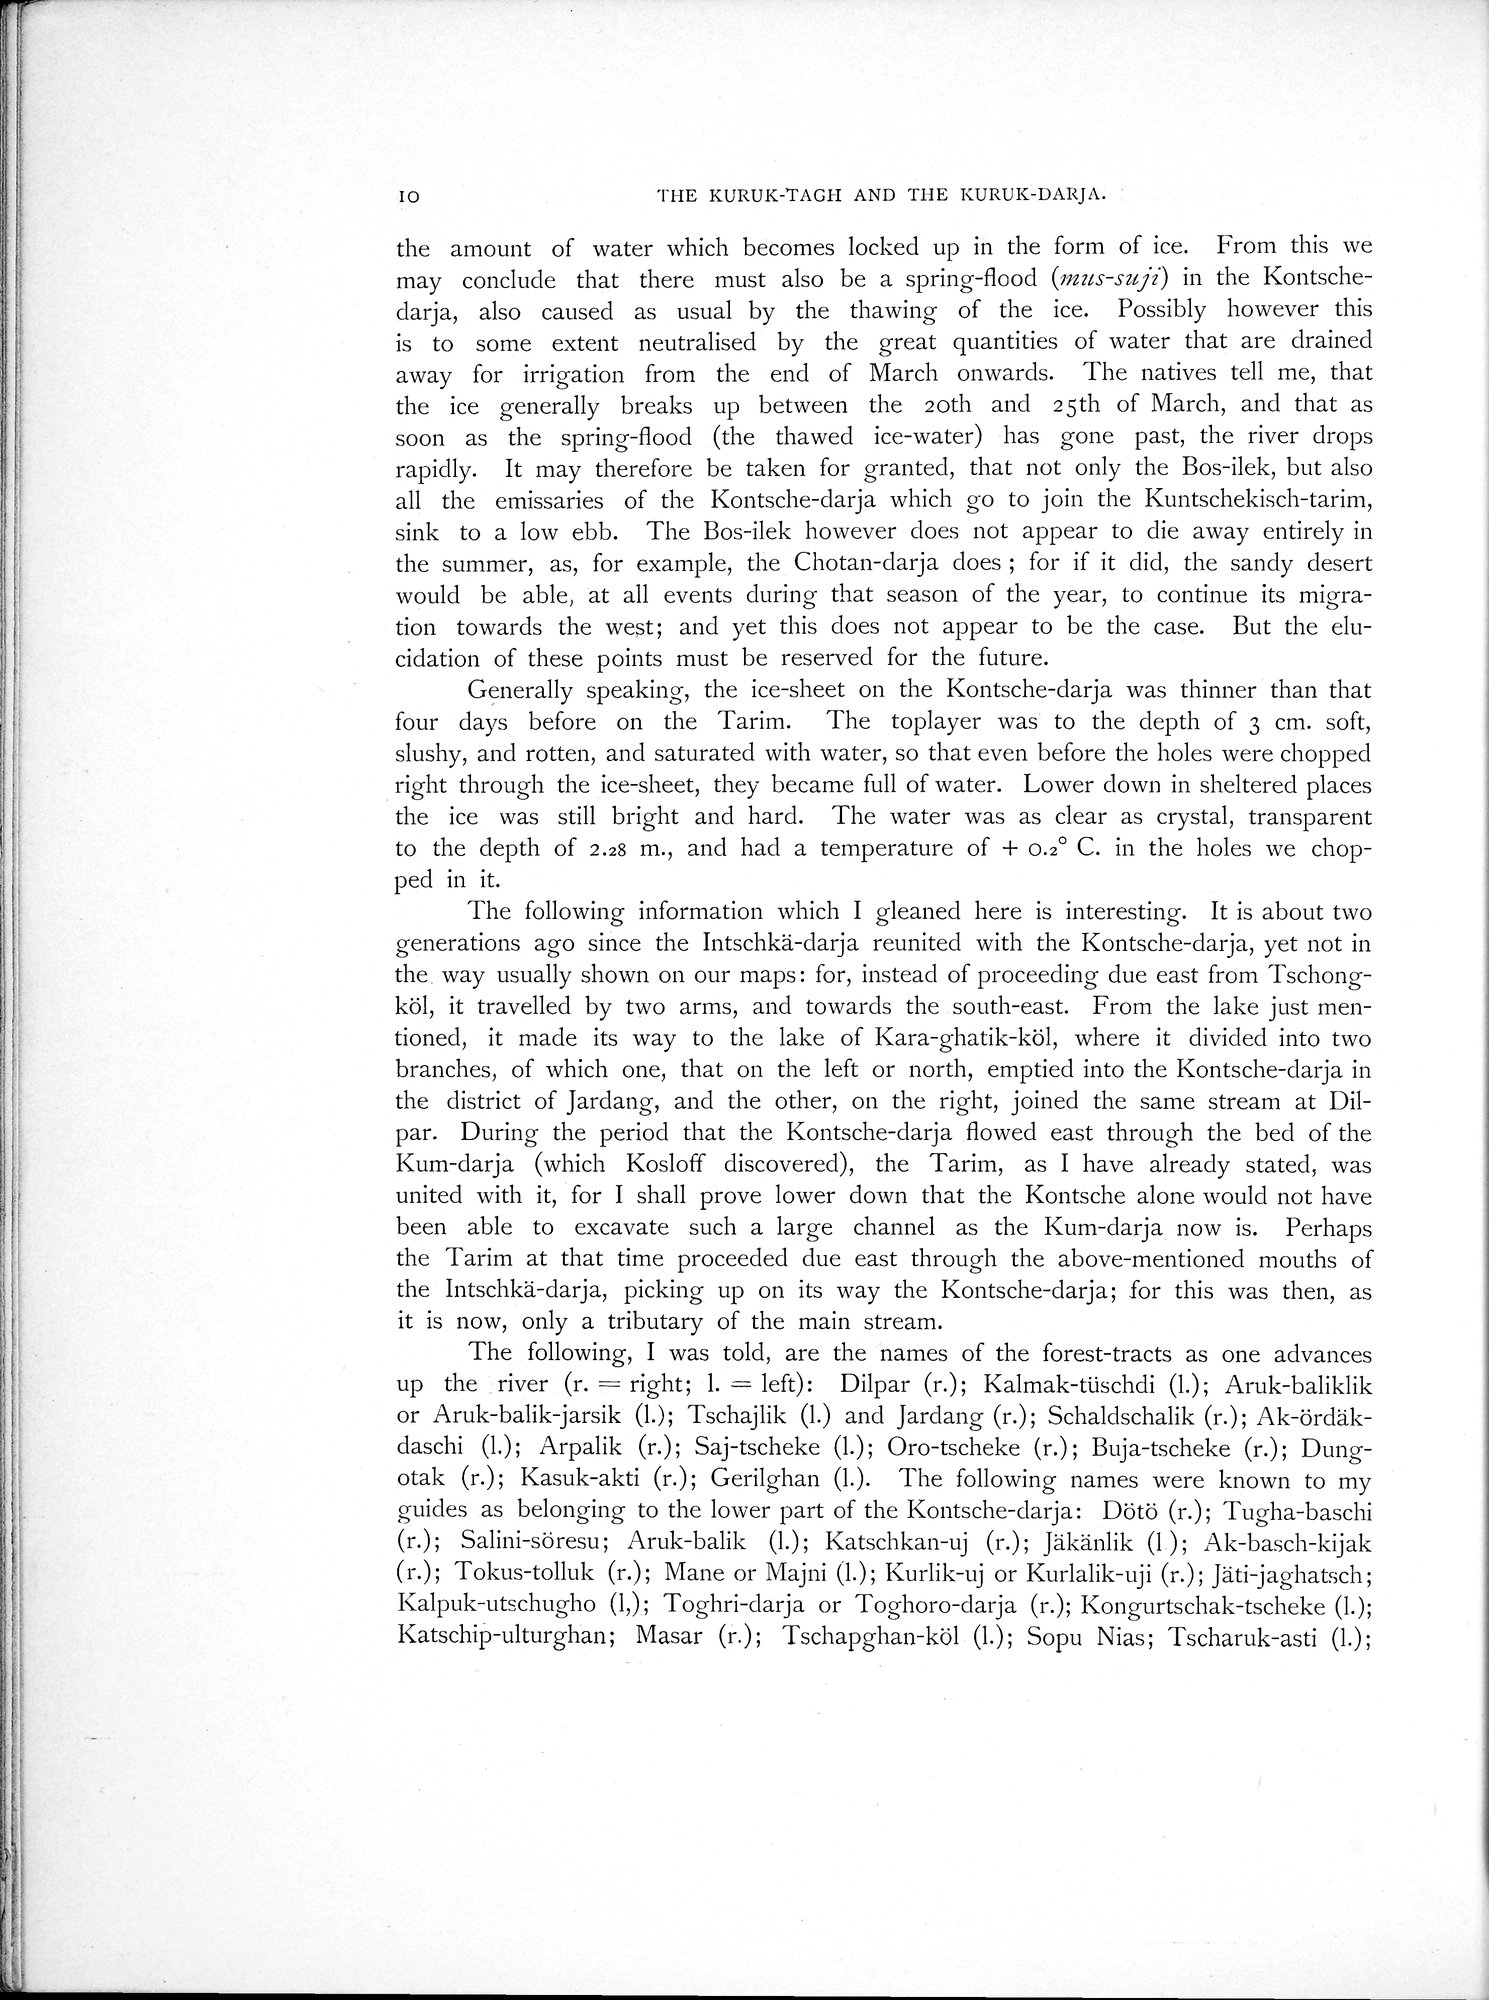 10 THE KURUK-TAGH AND THE KURUK-DARJA.
the amount of water which becomes locked up in the form of ice. From this we
may conclude that there must also be a spring-flood (mus-suji) in the Kontsche-
darja, also caused as usual by the thawing of the ice. Possibly however this
is to some extent neutralised by the great quantities of water that are drained
away for irrigation from the end of March onwards. The natives tell me, that
the ice generally breaks up between the 20th and 25th of March, and that as
soon as the spring-flood (the thawed ice-water) has gone past, the river drops
rapidly. It may therefore be taken for granted, that not only the Bos-ilek, but also
all the emissaries of the Kontsche-darja which go to join the Kuntschekisch-tarim,
sink to a low ebb. The Bos-ilek however does not appear to die away entirely in
the summer, as, for example, the Chotan-darja does; for if it did, the sandy desert
would be able, at all events during that season of the year, to continue its migra-
tion towards the west; and yet this does not appear to be the case. But the elu-
cidation of these points must be reserved for the future.
Generally speaking, the ice-sheet on the Kontsche-darja was thinner than that
four days before on the Tarim. The toplayer was to the depth of 3 cm. soft,
slushy, and rotten, and saturated with water, so that even before the holes were chopped
right through the ice-sheet, they became full of water. Lower down in sheltered places
the ice was still bright and hard. The water was as clear as crystal, transparent
to the depth of 2.28 m., and had a temperature of + 0.2° C. in the holes we chop-
ped in it.
The following information which I gleaned here is interesting. It is about two
generations ago since the Intschkä-darja reunited with the Kontsche-darja, yet not in
the way usually shown on our maps: for, instead of proceeding due east from Tschong-
köl, it travelled by two arms, and towards the south-east. From the lake just men-
tioned, it made its way to the lake of Kara-ghatik-köl, where it divided into two
branches, of which one, that on the left or north, emptied into the Kontsche-darja in
the district of Jardang, and the other, on the right, joined the same stream at Dil-
par. During the period that the Kontsche-darja flowed east through the bed of the
Kum-darja (which Kosloff discovered), the Tarim, as I have already stated, was
united with it, for I shall prove lower down that the Kontsche alone would not have
been able to excavate such a large channel as the Kum-darja now is. Perhaps
the Tarim at that time proceeded due east through the above-mentioned mouths of
the Intschkä-darja, picking up on its way the Kontsche-darja; for this was then, as
it is now, only a tributary of the main stream.
The following, I was told, are the names of the forest-tracts as one advances
up the river (r. = right; l. = left): Dilpar (r.); Kalmak-tüschdi (l.); Aruk-baliklik
or Aruk-balik-jarsik (l.); Tschajlik (l.) and Jardang (r.); Schaldschalik (r.); Ak-ördäk-
daschi (l.); Arpalik (r.); Saj-tscheke (l.); Oro-tscheke (r.); Buja-tscheke (r.); Dung-
otak (r.); Kasuk-akti (r.); Gerilghan (l.). The following names were known to my
guides as belonging to the lower part of the Kontsche-darja: Dötö (r.); Tugha-baschi
(r.); Salini-söresu; Aruk-balik (l.); Katschkan-uj (r.); Jäkänlik (l ); Ak-basch-kijak
(r.); Tokus-tolluk (r.); Mane or Majni (l.); Kurlik-uj or Kurlalik-uji (r.); Jäti-jaghatsch;
Kalpuk-utschugho (l,); Toghri-darja or Toghoro-darja (r.); Kongurtschak-tscheke (l.);
Katschip-ulturghan; Masar (r.); Tschapghan-köl (l.); Sopu Nias; Tscharuk-asti (l.);